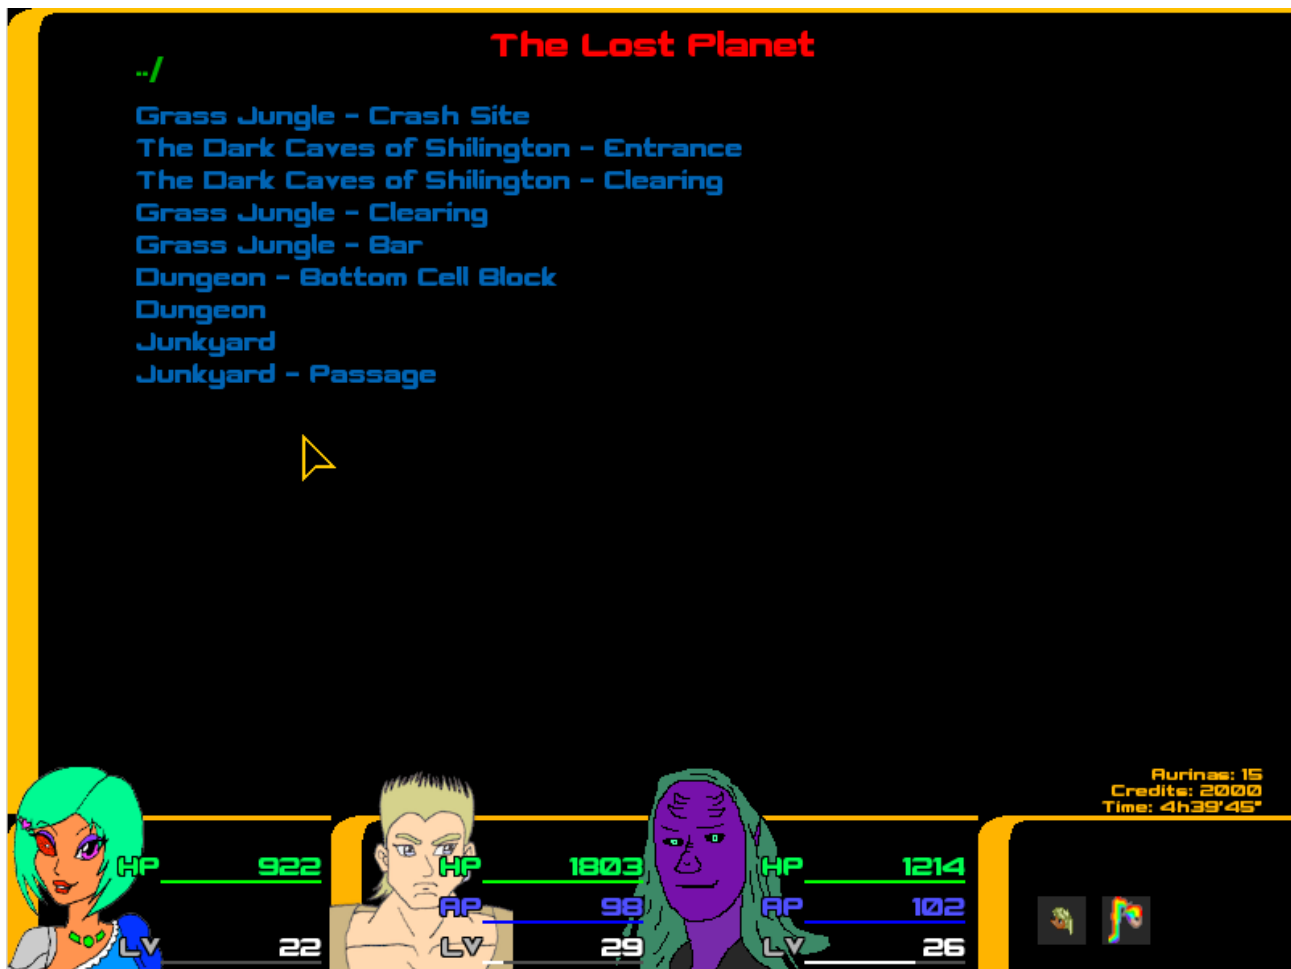 The Lost Planet
../
Grass Jungle - Crash Site
The Dark Caves of Shilington - Entrance
The Dark Caves of Shilington - Clearing
Grass Jungle - Clearing
Grass Jungle - Bar
Dungeon - Bottom Cell Block
Dungeon
Junkyard
Junkyard - Passage
Aurinas: 15
Credits: 2000
Time: 4h39'45"
HP 922
LV 22
HP 1803
AP 98
LV 29
HP 1214
AP 102
LV 26